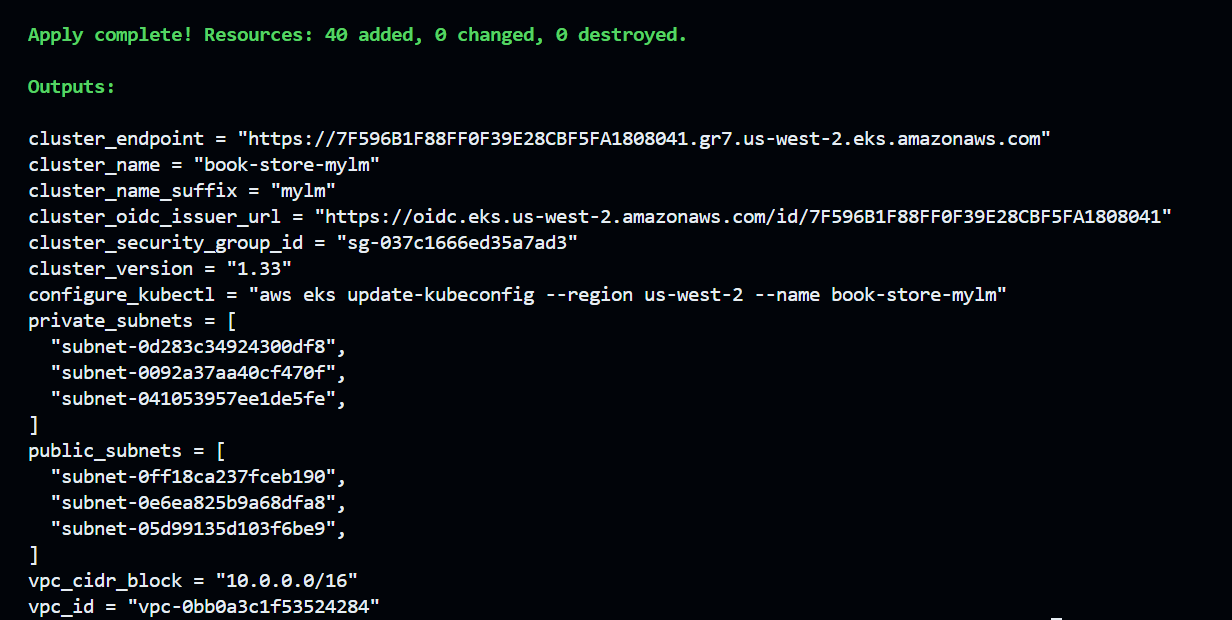 Apply complete! Resources: 40 added, 0 changed, 0 destroyed.
Outputs:
cluster_endpoint = "https://7F596B1F88FF0F39E28CBF5FA1808041.gr7.us-west-2.eks.amazonaws.com"
cluster_name = "book-store-mylm"
cluster_name_suffix = "mylm"
cluster_oidc_issuer_url = "https://oidc.eks.us-west-2.amazonaws.com/id/7F596B1F88FF0F39E28CBF5FA1808041"
cluster_security_group_id = "sg-037c1666ed35a7ad3"
cluster_version = "1.33"
configure_kubectl = "aws eks update-kubeconfig --region us-west-2 --name book-store-mylm"
private_subnets = [
  "subnet-0d283c34924300df8",
  "subnet-0092a37aa40cf470f",
  "subnet-041053957ee1de5fe",
]
public_subnets = [
  "subnet-0ff18ca237fceb190",
  "subnet-0e6ea825b9a68dfa8",
  "subnet-05d99135d103f6be9",
]
vpc_cidr_block = "10.0.0.0/16"
vpc_id = "vpc-0bb0a3c1f53524284"